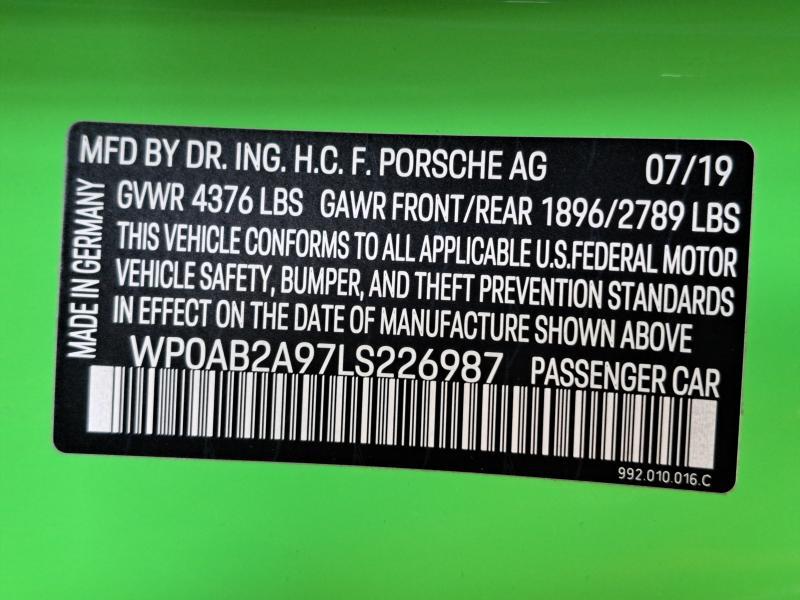 MFD BY DR. ING. H.C. F. PORSCHE AG 07/19
GVWR 4376 LBS GAWR FRONT/REAR 1896/2789 LBS
THIS VEHICLE CONFORMS TO ALL APPLICABLE U.S.FEDERAL MOTOR
VEHICLE SAFETY, BUMPER, AND THEFT PREVENTION STANDARDS
IN EFFECT ON THE DATE OF MANUFACTURE SHOWN ABOVE
MADE IN GERMANY
WP0AB2A97LS226987 PASSENGER CAR
992.010.016.C